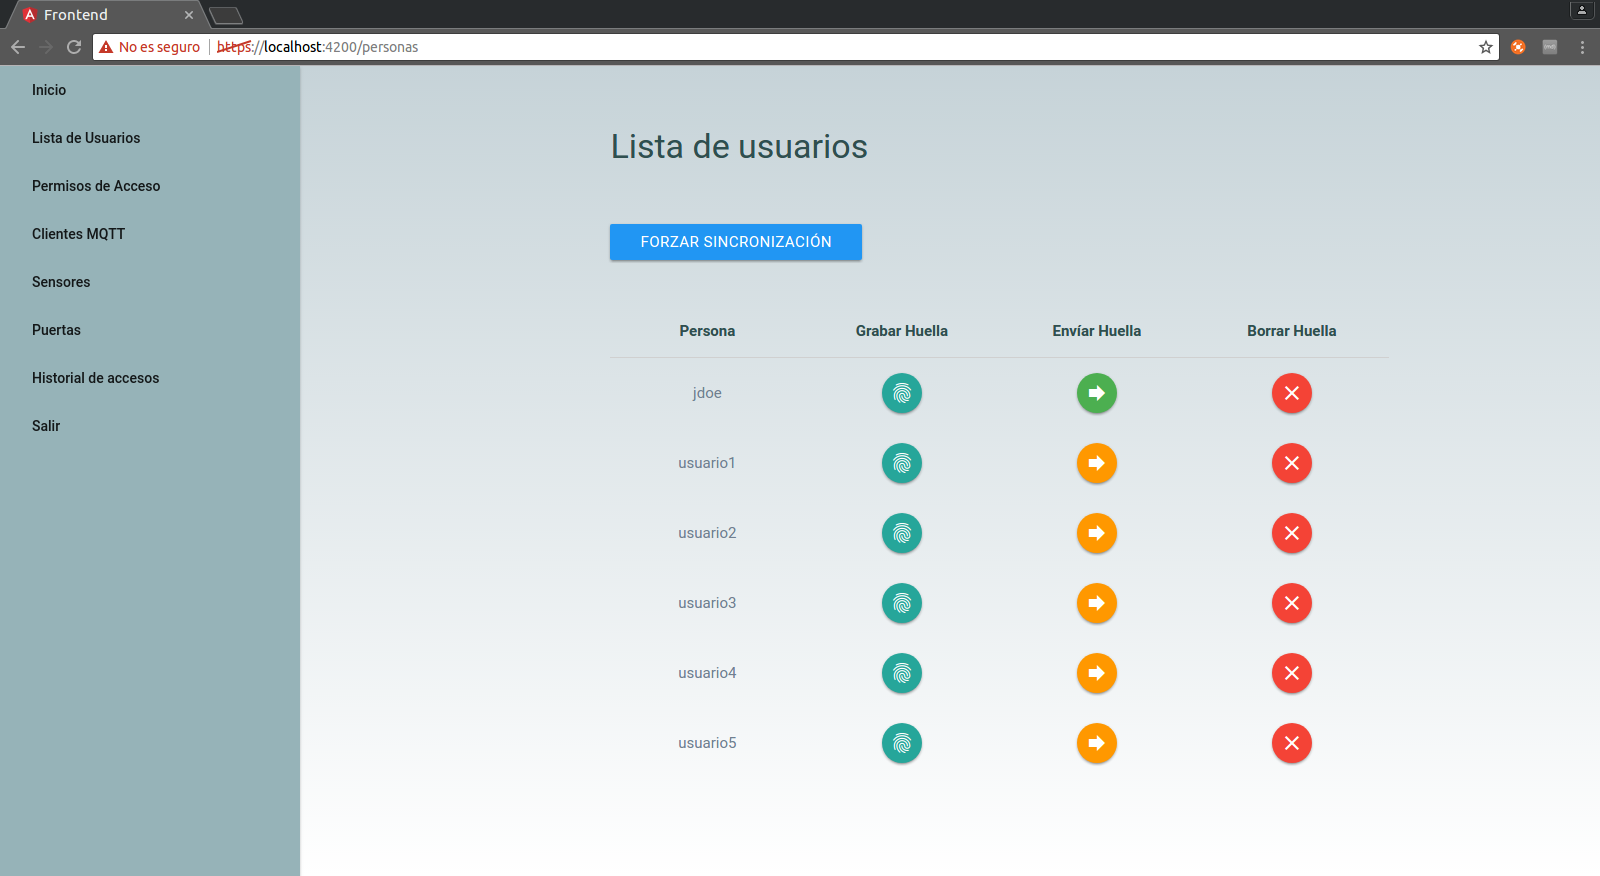 Frontend
No es seguro https://localhost:4200/personas
Inicio
Lista de Usuarios
Permisos de Acceso
Clientes MQTT
Sensores
Puertas
Historial de accesos
Salir
Lista de usuarios
FORZAR SINCRONIZACIÓN
Persona Grabar Huella Envíar Huella Borrar Huella
jdoe
usuario1
usuario2
usuario3
usuario4
usuario5